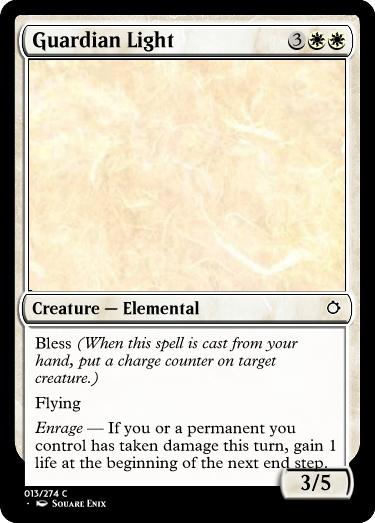 Guardian Light 3
Creature — Elemental
Bless (When this spell is cast from your
hand, put a charge counter on target
creature.)
Flying
Enrage — If you or a permanent you
control has taken damage this turn, gain 1
life at the beginning of the next end step.
3/5
013/274 C
· Square Enix